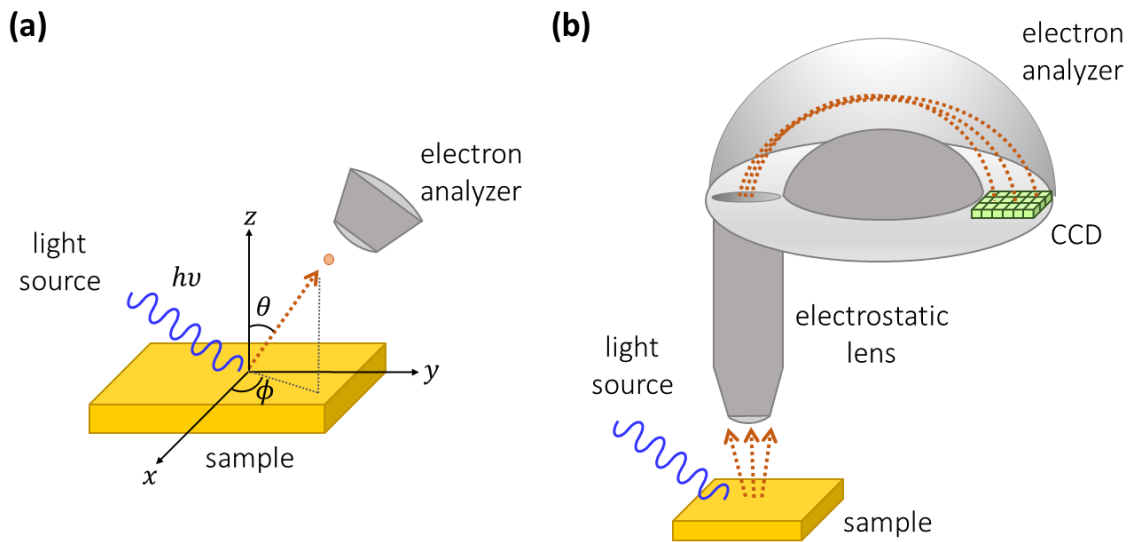 (a)
electron
analyzer
z
light
source
hυ
θ
y
ϕ
x
sample
(b)
electron
analyzer
CCD
electrostatic
lens
light
source
sample